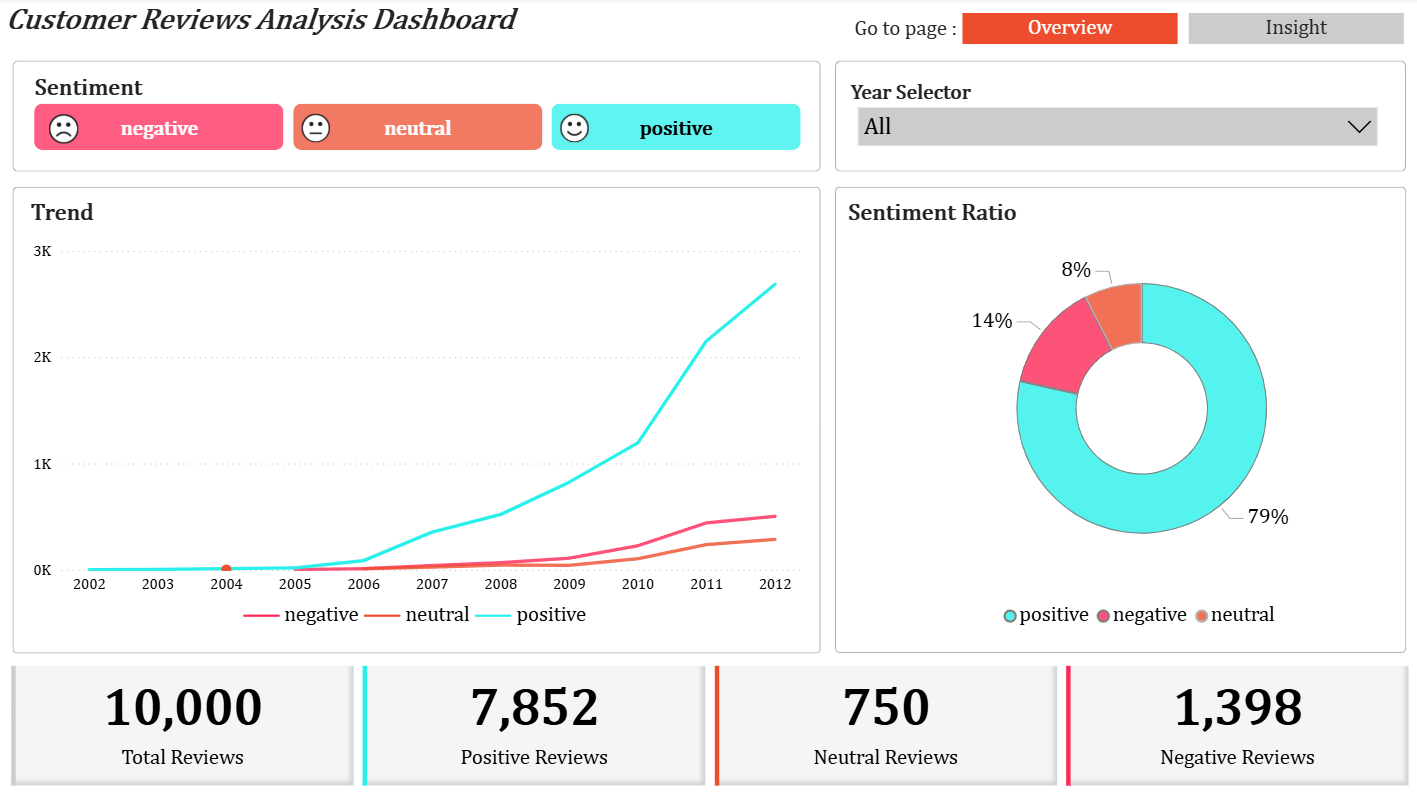 Customer Reviews Analysis Dashboard
Go to page : Overview Insight
Sentiment
negative neutral positive
Year Selector
All
Trend
3K
2K
1K
0K
2002 2003 2004 2005 2006 2007 2008 2009 2010 2011 2012
negative neutral positive
Sentiment Ratio
8%
14%
79%
positive negative neutral
10,000
Total Reviews
7,852
Positive Reviews
750
Neutral Reviews
1,398
Negative Reviews